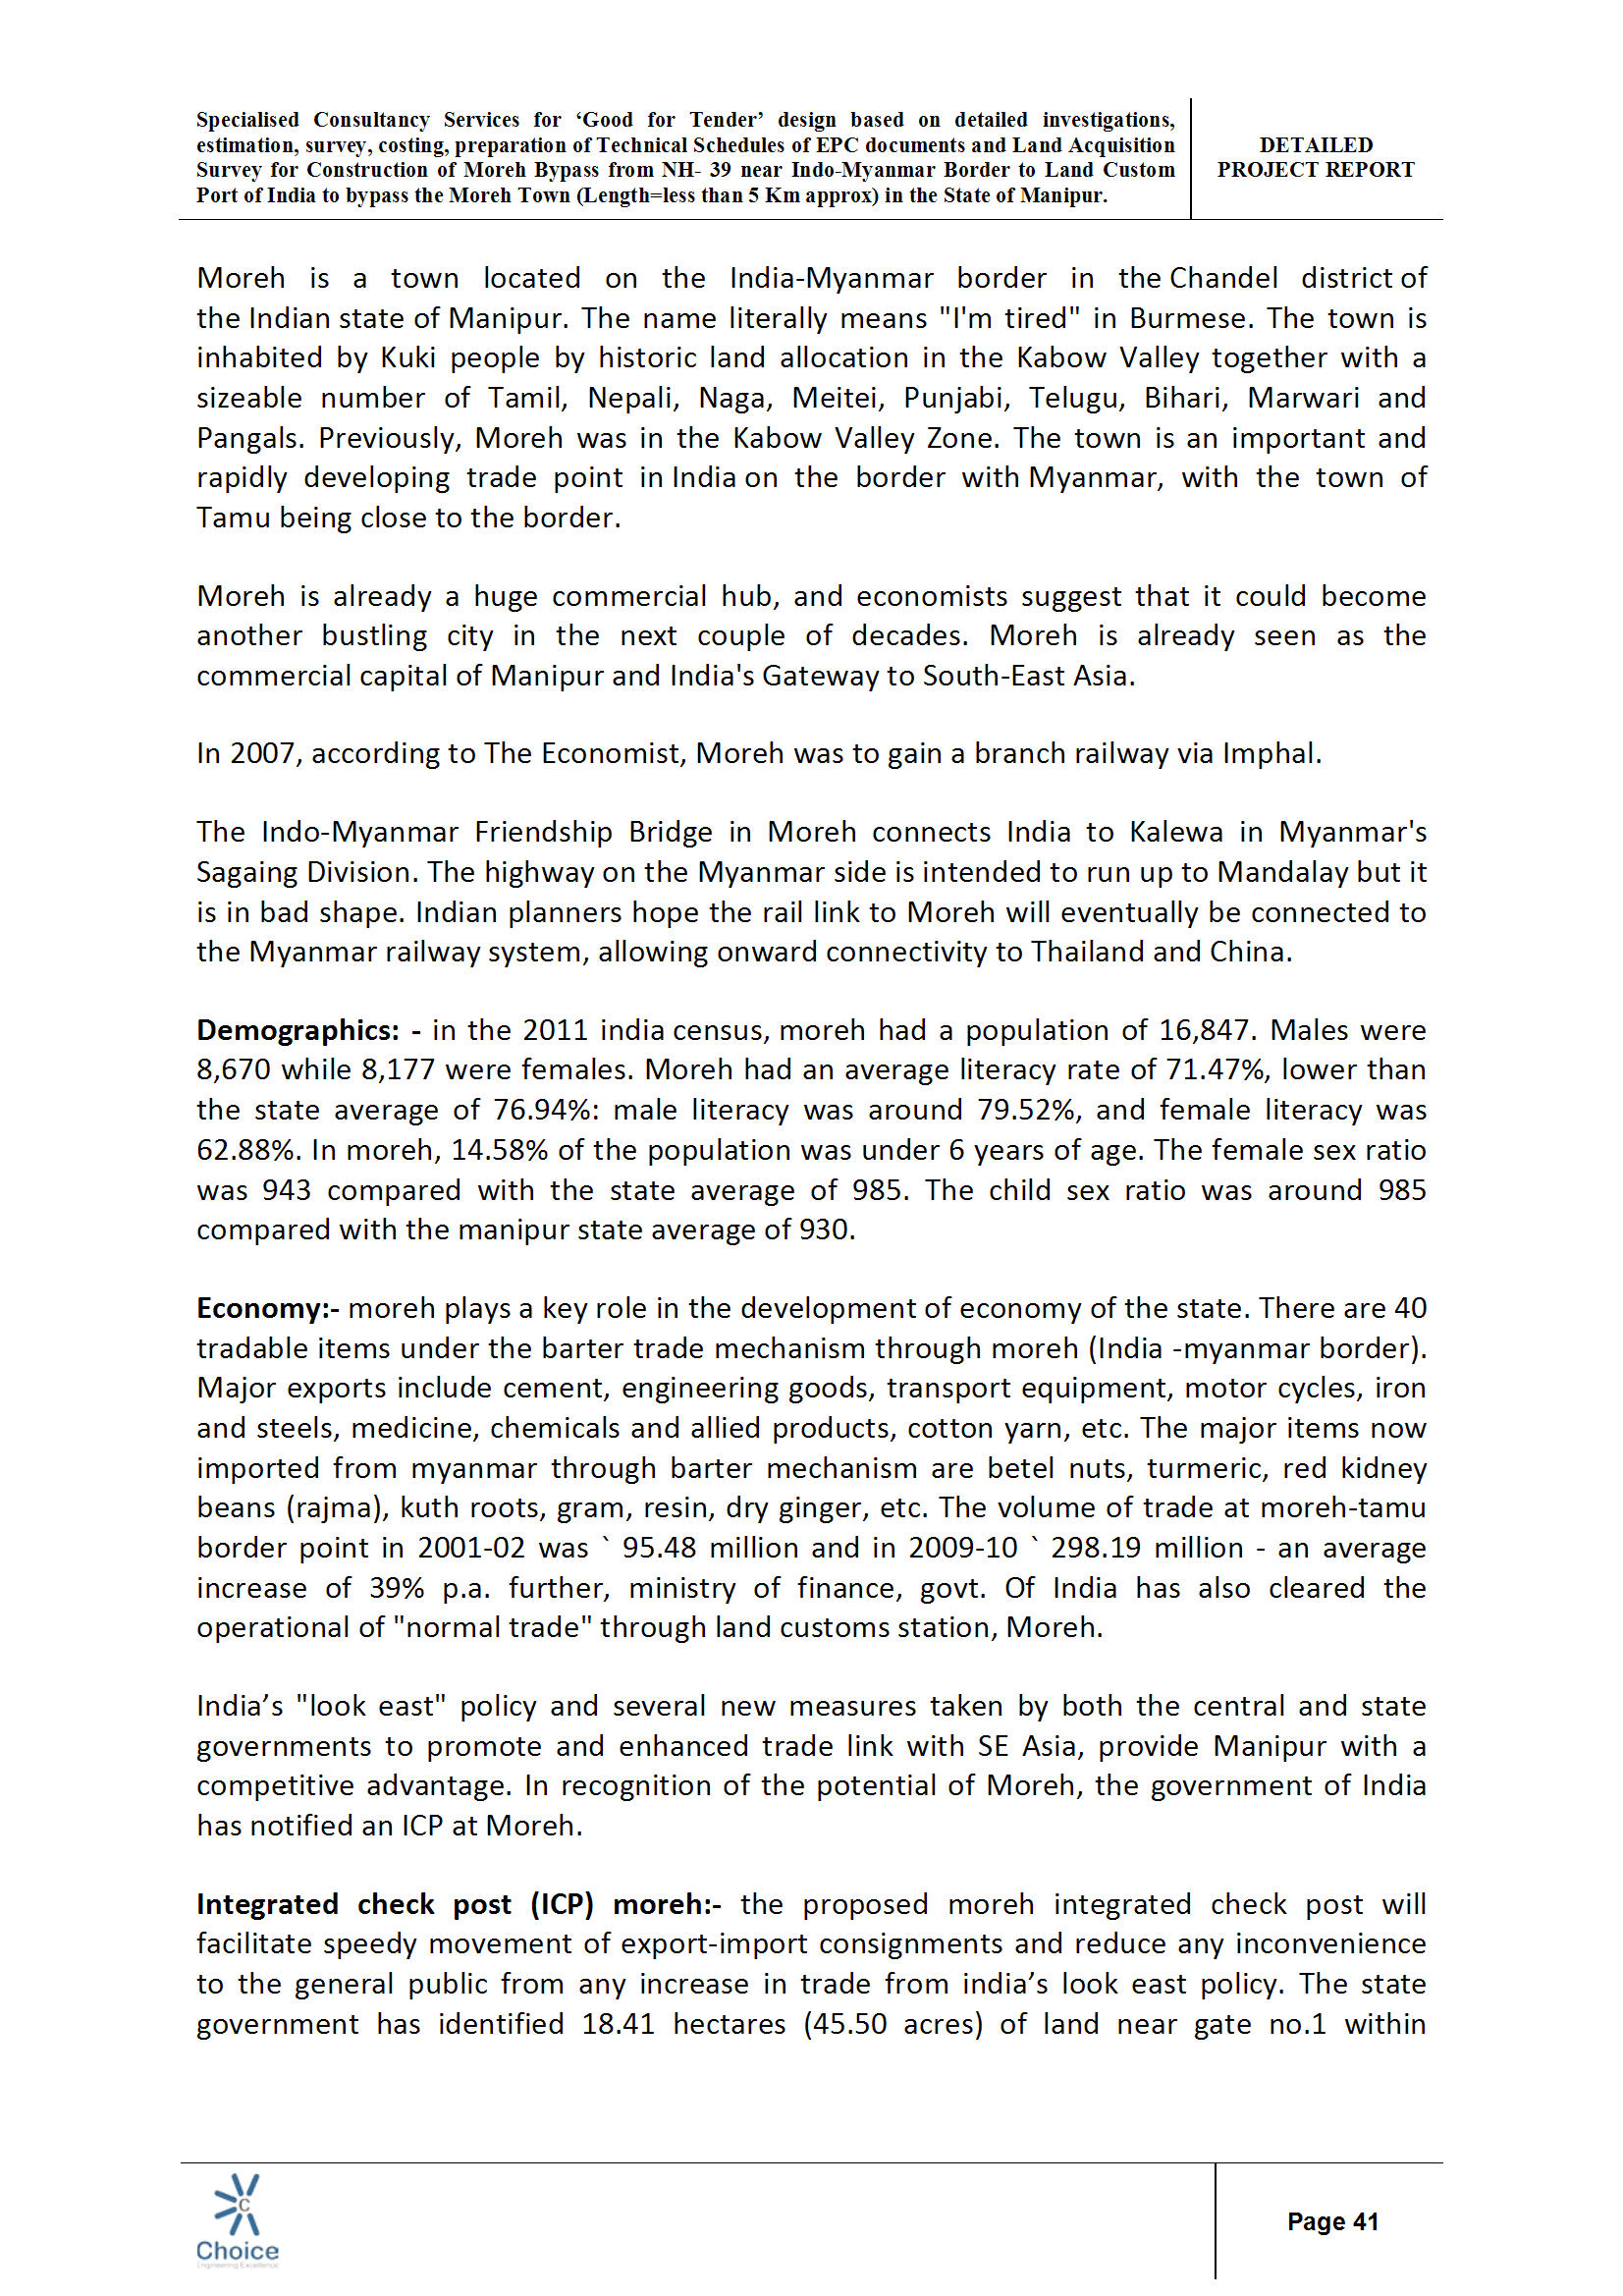 Specialised Consultancy Services for ‘Good for Tender’ design based on detailed investigations,
estimation, survey, costing, preparation of Technical Schedules of EPC documents and Land Acquisition
Survey for Construction of Moreh Bypass from NH- 39 near Indo-Myanmar Border to Land Custom
Port of India to bypass the Moreh Town (Length=less than 5 Km approx) in the State of Manipur.
DETAILED
PROJECT REPORT
Moreh is a town located on the India-Myanmar border in the Chandel district of
the Indian state of Manipur. The name literally means "I'm tired" in Burmese. The town is
inhabited by Kuki people by historic land allocation in the Kabow Valley together with a
sizeable number of Tamil, Nepali, Naga, Meitei, Punjabi, Telugu, Bihari, Marwari and
Pangals. Previously, Moreh was in the Kabow Valley Zone. The town is an important and
rapidly developing trade point in India on the border with Myanmar, with the town of
Tamu being close to the border.
Moreh is already a huge commercial hub, and economists suggest that it could become
another bustling city in the next couple of decades. Moreh is already seen as the
commercial capital of Manipur and India's Gateway to South-East Asia.
In 2007, according to The Economist, Moreh was to gain a branch railway via Imphal.
The Indo-Myanmar Friendship Bridge in Moreh connects India to Kalewa in Myanmar's
Sagaing Division. The highway on the Myanmar side is intended to run up to Mandalay but it
is in bad shape. Indian planners hope the rail link to Moreh will eventually be connected to
the Myanmar railway system, allowing onward connectivity to Thailand and China.
Demographics: - in the 2011 india census, moreh had a population of 16,847. Males were
8,670 while 8,177 were females. Moreh had an average literacy rate of 71.47%, lower than
the state average of 76.94%: male literacy was around 79.52%, and female literacy was
62.88%. In moreh, 14.58% of the population was under 6 years of age. The female sex ratio
was 943 compared with the state average of 985. The child sex ratio was around 985
compared with the manipur state average of 930.
Economy:- moreh plays a key role in the development of economy of the state. There are 40
tradable items under the barter trade mechanism through moreh (India -myanmar border).
Major exports include cement, engineering goods, transport equipment, motor cycles, iron
and steels, medicine, chemicals and allied products, cotton yarn, etc. The major items now
imported from myanmar through barter mechanism are betel nuts, turmeric, red kidney
beans (rajma), kuth roots, gram, resin, dry ginger, etc. The volume of trade at moreh-tamu
border point in 2001-02 was ` 95.48 million and in 2009-10 ` 298.19 million - an average
increase of 39% p.a. further, ministry of finance, govt. Of India has also cleared the
operational of "normal trade" through land customs station, Moreh.
India’s "look east" policy and several new measures taken by both the central and state
governments to promote and enhanced trade link with SE Asia, provide Manipur with a
competitive advantage. In recognition of the potential of Moreh, the government of India
has notified an ICP at Moreh.
Integrated check post (ICP) moreh:- the proposed moreh integrated check post will
facilitate speedy movement of export-import consignments and reduce any inconvenience
to the general public from any increase in trade from india’s look east policy. The state
government has identified 18.41 hectares (45.50 acres) of land near gate no.1 within
C
Choice
Engineering Excellence
Page 41